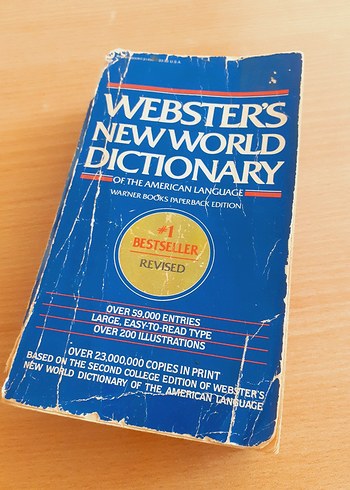 WEBSTER'S
NEW WORLD
DICTIONARY
OF THE AMERICAN LANGUAGE
WARNER BOOKS PAPERBACK EDITION
#1
BESTSELLER
REVISED
OVER 59,000 ENTRIES
LARGE, EASY-TO-READ TYPE
OVER 200 ILLUSTRATIONS
OVER 23,000,000 COPIES IN PRINT
BASED ON THE SECOND COLLEGE EDITION OF WEBSTER'S
NEW WORLD DICTIONARY OF THE AMERICAN LANGUAGE